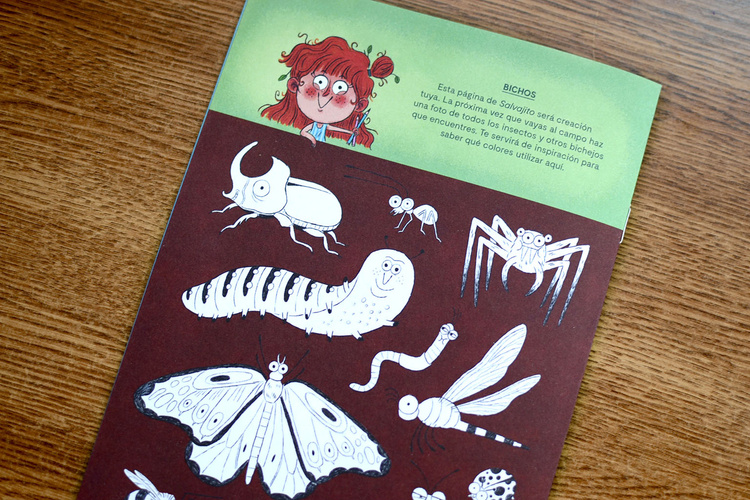 BICHOS
Esta página de Salvajito será creación
tuya. La próxima vez que vayas al campo haz
una foto de todos los insectos y otros bichejos
que encuentres. Te servirá de inspiración para
saber qué colores utilizar aquí.